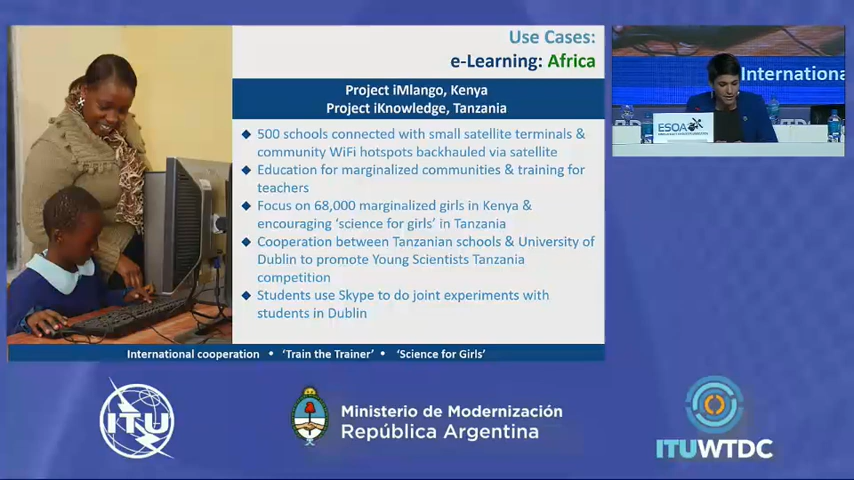 Use Cases:
e-Learning: Africa
Project iMlango, Kenya
Project iKnowledge, Tanzania
500 schools connected with small satellite terminals &
community WiFi hotspots backhauled via satellite
Education for marginalized communities & training for
teachers
Focus on 68,000 marginalized girls in Kenya &
encouraging ‘science for girls’ in Tanzania
Cooperation between Tanzanian schools & University of
Dublin to promote Young Scientists Tanzania
competition
Students use Skype to do joint experiments with
students in Dublin
International cooperation • ‘Train the Trainer’ • ‘Science for Girls’
Internationa
ESOA
ITU
Ministerio de Modernización
República Argentina
ITUWTDC